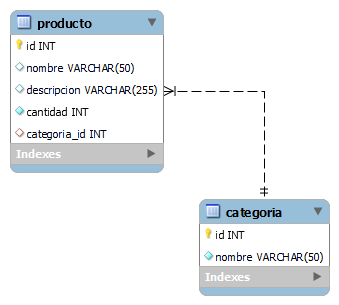 producto
id INT
nombre VARCHAR(50)
descripcion VARCHAR(255)
cantidad INT
categoria_id INT
Indexes
categoria
id INT
nombre VARCHAR(50)
Indexes